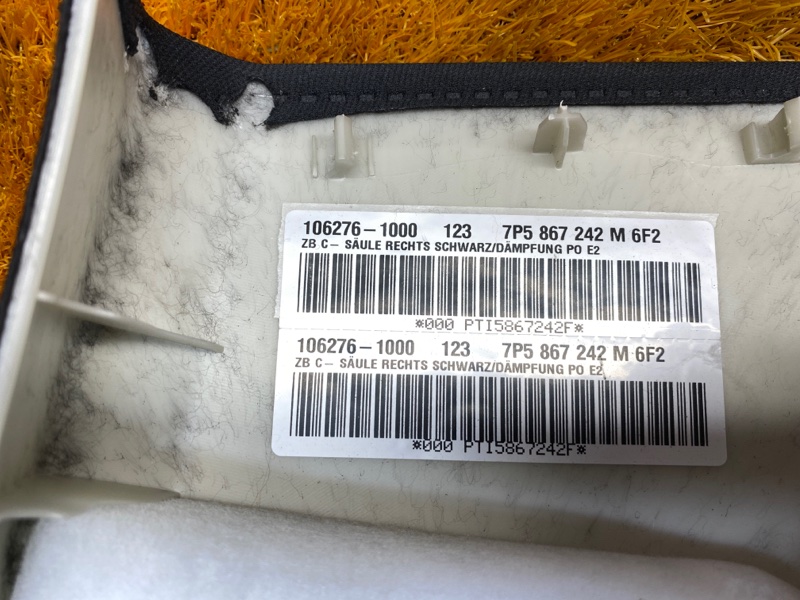 106276-1000 123 7P5 867 242 M 6F2
ZB C- SÄULE RECHTS SCHWARZ/DÄMPFUNG PO E2
*000 PTI5867242F*
106276-1000 123 7P5 867 242 M 6F2
ZB C- SÄULE RECHTS SCHWARZ/DÄMPFUNG PO E2
*000 PTI5867242F*